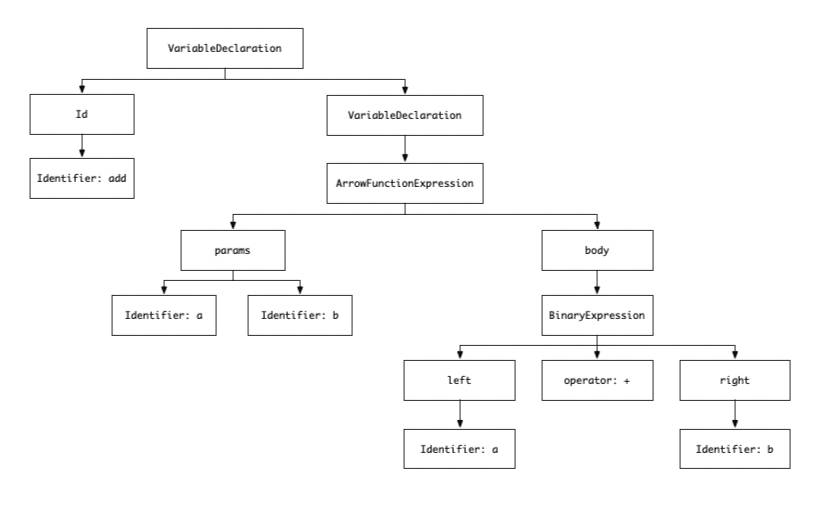 VariableDeclaration
Id
VariableDeclaration
Identifier: add
ArrowFunctionExpression
params
body
Identifier: a
Identifier: b
BinaryExpression
left
operator: +
right
Identifier: a
Identifier: b